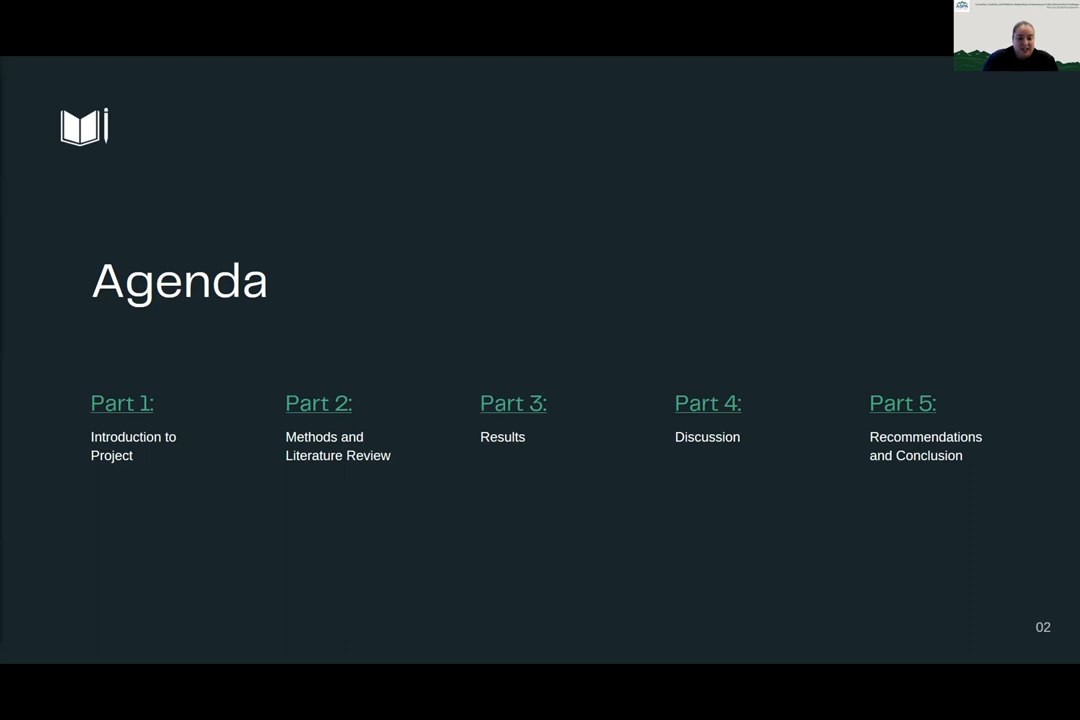 ASPA
Agenda
Part 1:
Introduction to
Project
Part 2:
Methods and
Literature Review
Part 3:
Results
Part 4:
Discussion
Part 5:
Recommendations
and Conclusion
02